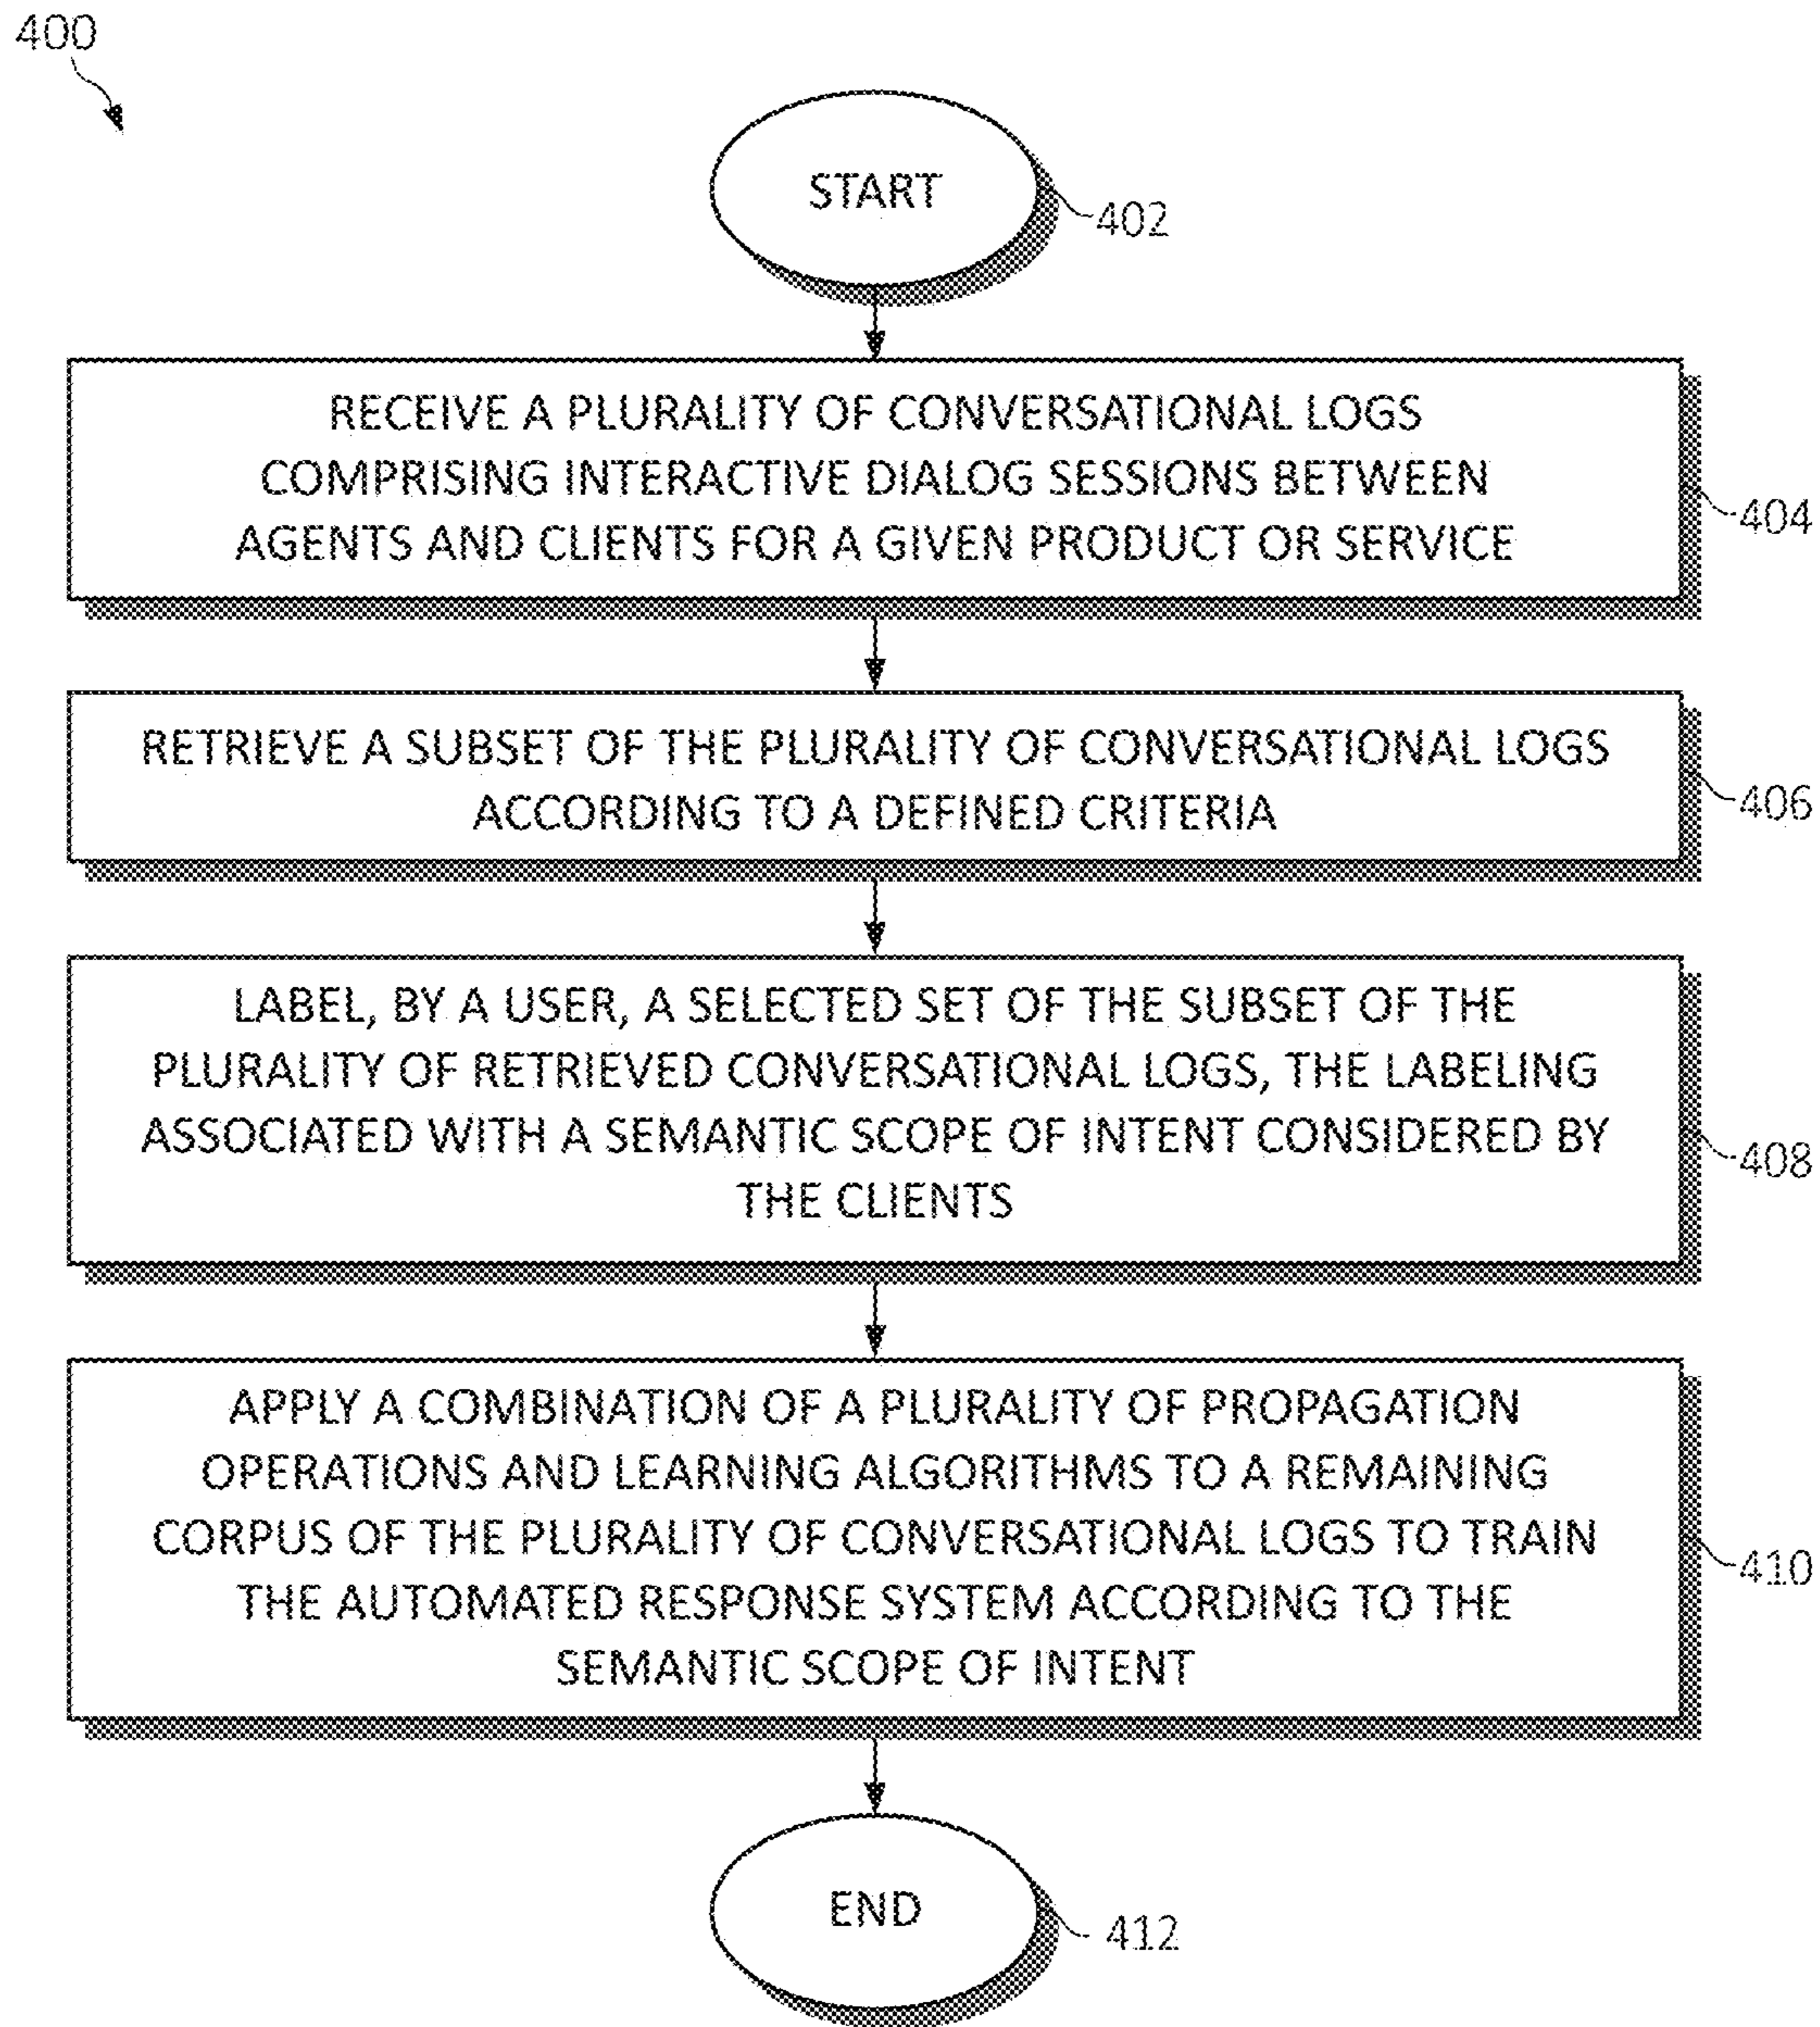 400
START
402
RECEIVE A PLURALITY OF CONVERSATIONAL LOGS
COMPRISING INTERACTIVE DIALOG SESSIONS BETWEEN
AGENTS AND CLIENTS FOR A GIVEN PRODUCT OR SERVICE
404
RETRIEVE A SUBSET OF THE PLURALITY OF CONVERSATIONAL LOGS
ACCORDING TO A DEFINED CRITERIA
406
LABEL, BY A USER, A SELECTED SET OF THE SUBSET OF THE
PLURALITY OF RETRIEVED CONVERSATIONAL LOGS, THE LABELING
ASSOCIATED WITH A SEMANTIC SCOPE OF INTENT CONSIDERED BY
THE CLIENTS
408
APPLY A COMBINATION OF A PLURALITY OF PROPAGATION
OPERATIONS AND LEARNING ALGORITHMS TO A REMAINING
CORPUS OF THE PLURALITY OF CONVERSATIONAL LOGS TO TRAIN
THE AUTOMATED RESPONSE SYSTEM ACCORDING TO THE
SEMANTIC SCOPE OF INTENT
410
END
412